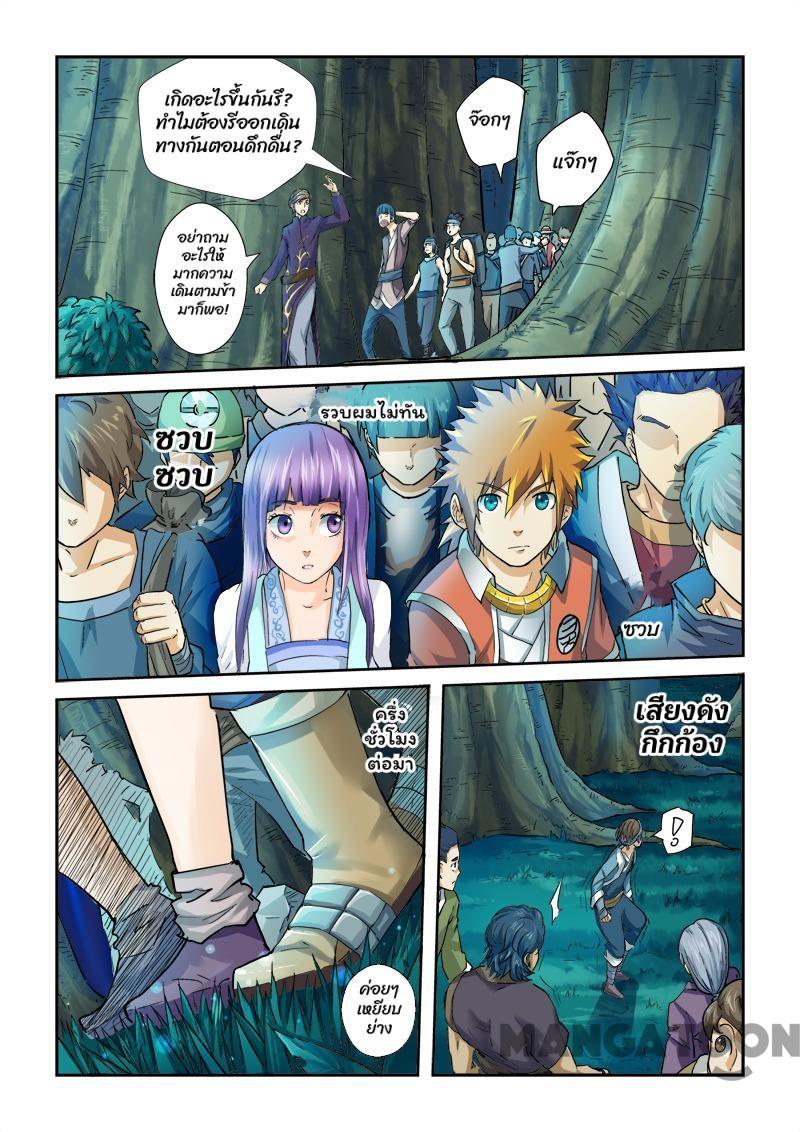 เกิดอะไรขึ้นกันรึ?
ทำไมต้องรีออกเดิน
ทางกันตอนดึกดื่น?
จ๊อกๆ
แจ๊กๆ
อย่าถาม
อะไรให้
มากความ
เดินตามข้า
มาก็พอ!
รวบผมไม่ทัน
ซวบ
ซวบ
ซวบ
ครึ่ง
ชั่วโมง
ต่อมา
ค่อยๆ
เหยียบ
ย่าง
เสียงดัง
กึกก้อง
!
MANGATOON